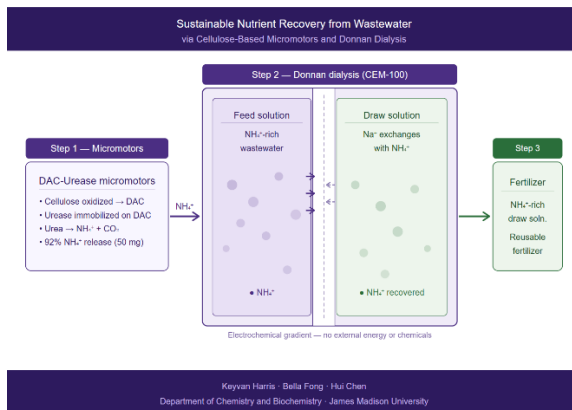 Sustainable Nutrient Recovery from Wastewater
via Cellulose-Based Micromotors and Donnan Dialysis
Step 2 — Donnan dialysis (CEM-100)
Step 1 — Micromotors
DAC-Urease micromotors
• Cellulose oxidized → DAC
• Urease immobilized on DAC
• Urea → NH₄⁺ + CO₂
• 92% NH₄⁺ release (50 mg)
NH₄⁺
Feed solution
NH₄⁺-rich
wastewater
● NH₄⁺
Draw solution
Na⁺ exchanges
with NH₄⁺
● NH₄⁺ recovered
Step 3
Fertilizer
NH₄⁺-rich
draw soln.
Reusable
fertilizer
Electrochemical gradient — no external energy or chemicals
Keyvan Harris · Bella Fong · Hui Chen
Department of Chemistry and Biochemistry · James Madison University